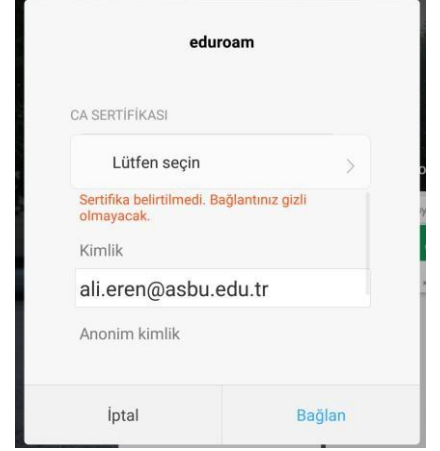 eduroam
CA SERTİFİKASI
Lütfen seçin
Sertifika belirtilmedi. Bağlantınız gizli
olmayacak.
Kimlik
ali.eren@asbu.edu.tr
Anonim kimlik
İptal
Bağlan